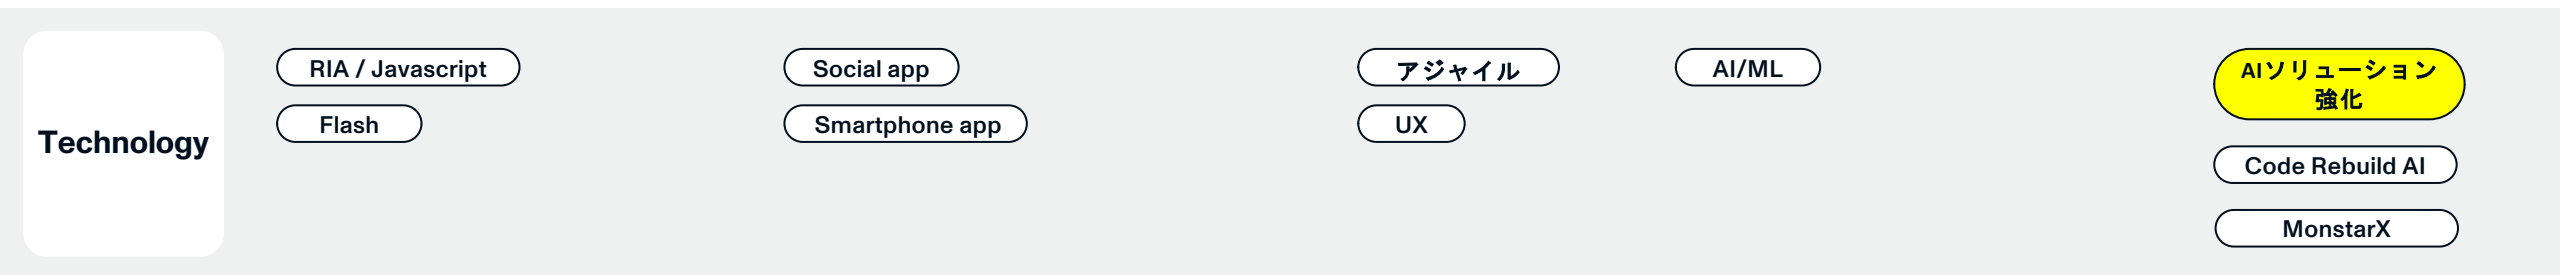 Technology
RIA / Javascript
Flash
Social app
Smartphone app
アジャイル
UX
AI/ML
AIソリューション
強化
Code Rebuild AI
MonstarX